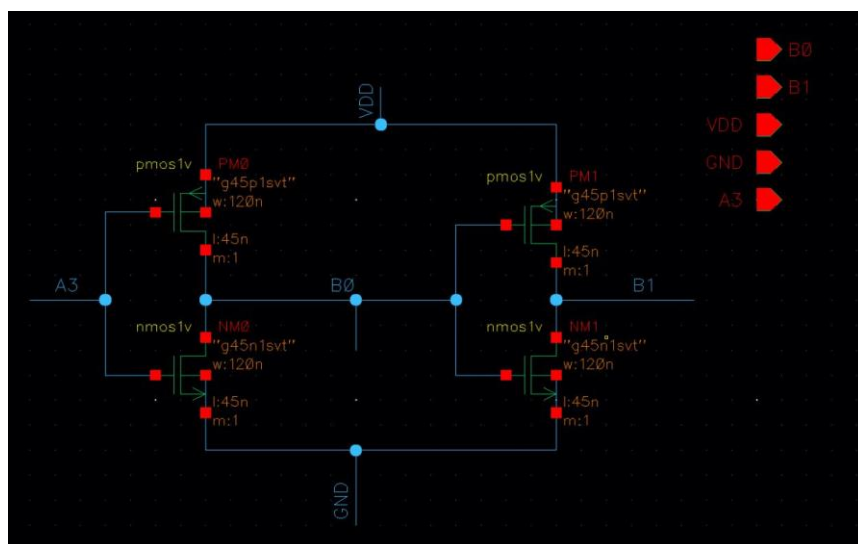 B0
B1
VDD
VDD
pmos1v PM0
"g45p1svt"
w:120n
l:45n
m:1
pmos1v PM1
"g45p1svt"
w:120n
l:45n
m:1
GND
A3
A3
B0
B1
nmos1v NM0
"g45n1svt"
w:120n
l:45n
m:1
nmos1v NM1
"g45n1svt"
w:120n
l:45n
m:1
GND